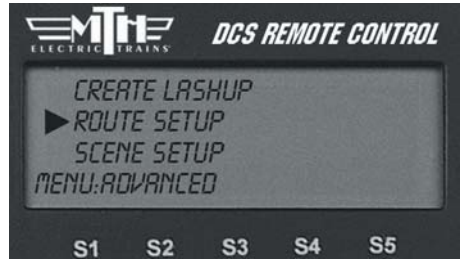 MTH
ELECTRIC TRAINS
DCS REMOTE CONTROL
CREATE LASHUP
ROUTE SETUP
SCENE SETUP
MENU:ADVANCED
S1 S2 S3 S4 S5